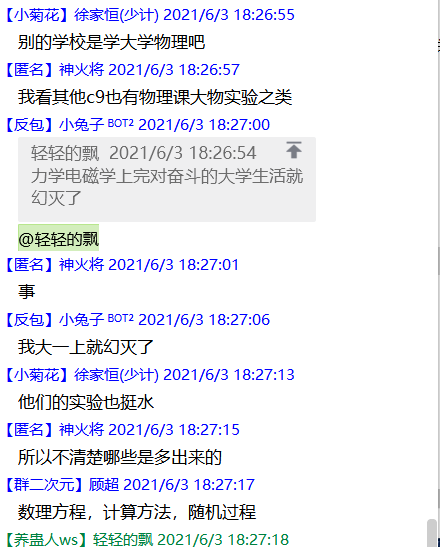 【小菊花】徐家恒(少计) 2021/6/3 18:26:55
别的学校是学大学物理吧
【匿名】神火将 2021/6/3 18:26:57
我看其他c9也有物理课大物实验之类
【反包】小兔子 BOT2 2021/6/3 18:27:00
轻轻的飘 2021/6/3 18:26:54
力学电磁学上完对奋斗的大学生活就
幻灭了
@轻轻的飘
【匿名】神火将 2021/6/3 18:27:01
事
【反包】小兔子 BOT2 2021/6/3 18:27:06
我大一上就幻灭了
【小菊花】徐家恒(少计) 2021/6/3 18:27:13
他们的实验也挺水
【匿名】神火将 2021/6/3 18:27:15
所以不清楚哪些是多出来的
【群二次元】顾超 2021/6/3 18:27:17
数理方程，计算方法，随机过程
【养蛊人ws】轻轻的飘 2021/6/3 18:27:18